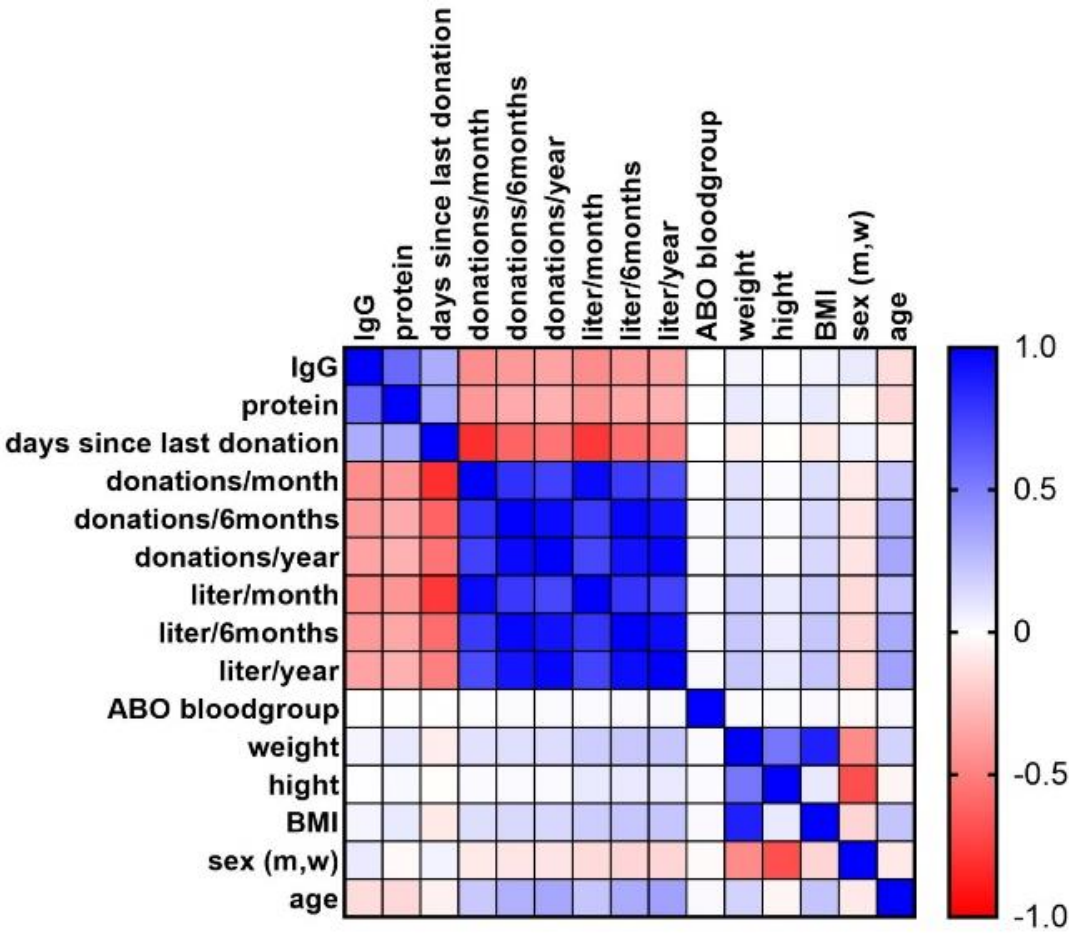 IgG
protein
days since last donation
donations/month
donations/6months
donations/year
liter/month
liter/6months
liter/year
ABO bloodgroup
weight
hight
BMI
sex (m,w)
age
IgG
protein
days since last donation
donations/month
donations/6months
donations/year
liter/month
liter/6months
liter/year
ABO bloodgroup
weight
hight
BMI
sex (m,w)
age
1.0
0.5
0
-0.5
-1.0